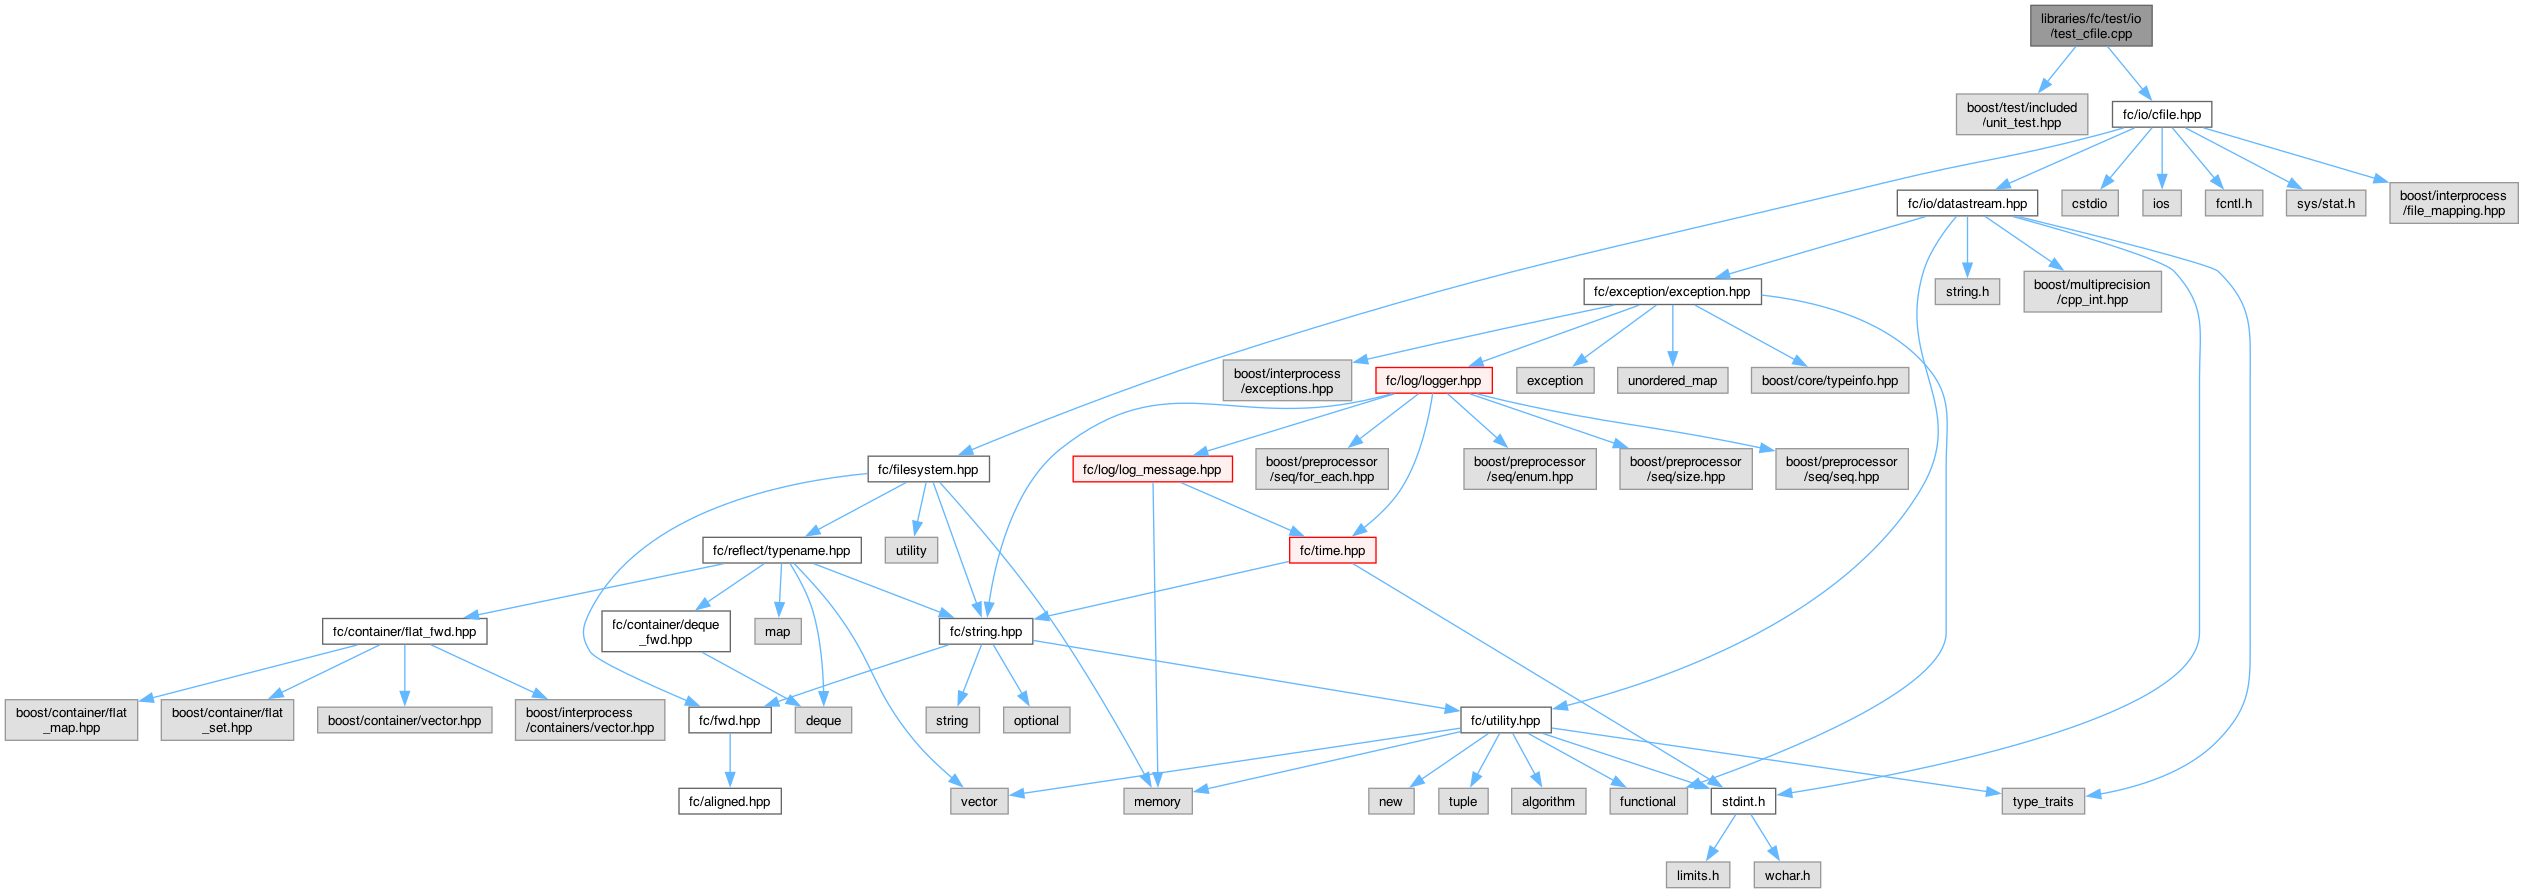 libraries/fc/test/io
/test_cfile.cpp
boost/test/included
/unit_test.hpp
fc/io/cfile.hpp
fc/io/datastream.hpp
cstdio
ios
fcntl.h
sys/stat.h
boost/interprocess
/file_mapping.hpp
fc/exception/exception.hpp
string.h
boost/multiprecision
/cpp_int.hpp
boost/interprocess
/exceptions.hpp
fc/log/logger.hpp
exception
unordered_map
boost/core/typeinfo.hpp
fc/filesystem.hpp
fc/log/log_message.hpp
boost/preprocessor
/seq/for_each.hpp
boost/preprocessor
/seq/enum.hpp
boost/preprocessor
/seq/size.hpp
boost/preprocessor
/seq/seq.hpp
fc/reflect/typename.hpp
utility
fc/time.hpp
fc/container/flat_fwd.hpp
fc/container/deque
_fwd.hpp
map
fc/string.hpp
boost/container/flat
_map.hpp
boost/container/flat
_set.hpp
boost/container/vector.hpp
boost/interprocess
/containers/vector.hpp
fc/fwd.hpp
deque
string
optional
fc/utility.hpp
fc/aligned.hpp
vector
memory
new
tuple
algorithm
functional
stdint.h
type_traits
limits.h
wchar.h